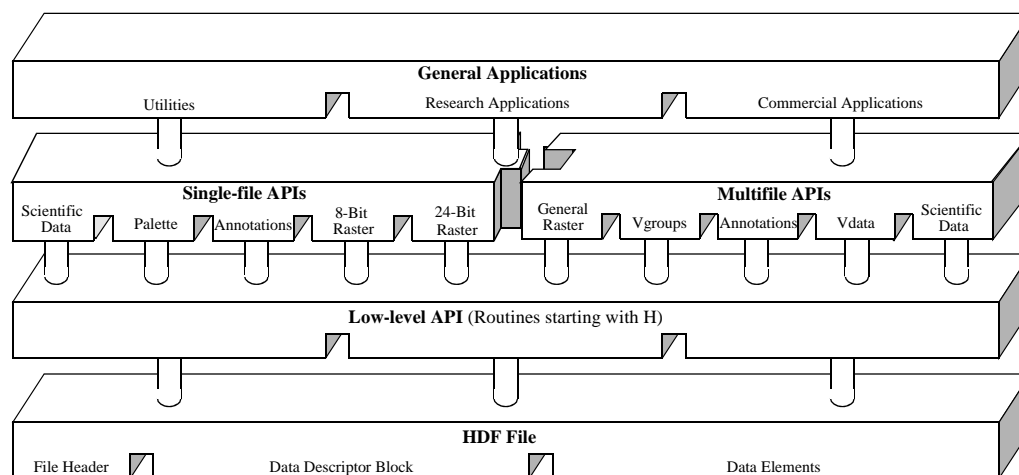 General Applications
Utilities
Research Applications
Commercial Applications
Single-file APIs
Multifile APIs
Scientific
Data
Palette
Annotations
8-Bit
Raster
24-Bit
Raster
General
Raster
Vgroups
Annotations
Vdata
Scientific
Data
Low-level API (Routines starting with H)
HDF File
File Header
Data Descriptor Block
Data Elements